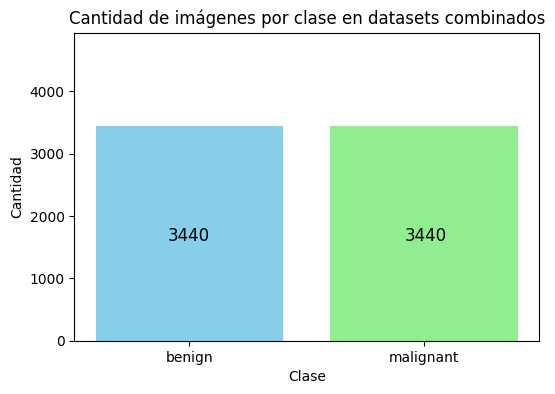 Cantidad de imágenes por clase en datasets combinados
Cantidad
4000
3000
2000
1000
0
3440
3440
benign
malignant
Clase